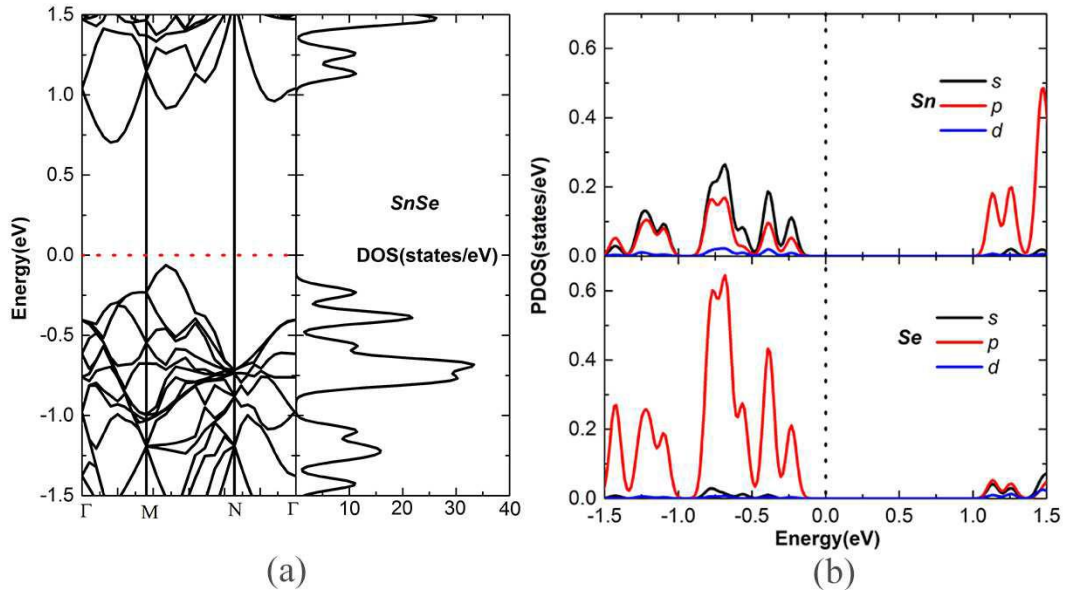 1.5
1.0
0.5
0.0
-0.5
-1.0
-1.5
Energy(eV)
Γ M N Γ
10 20 30 40
SnSe
DOS(states/eV)
(a)
0.6
0.4
0.2
0.0
0.6
0.4
0.2
0.0
PDOS(states/eV)
Sn
s
p
d
Se
s
p
d
-1.5 -1.0 -0.5 0.0 0.5 1.0 1.5
Energy(eV)
(b)